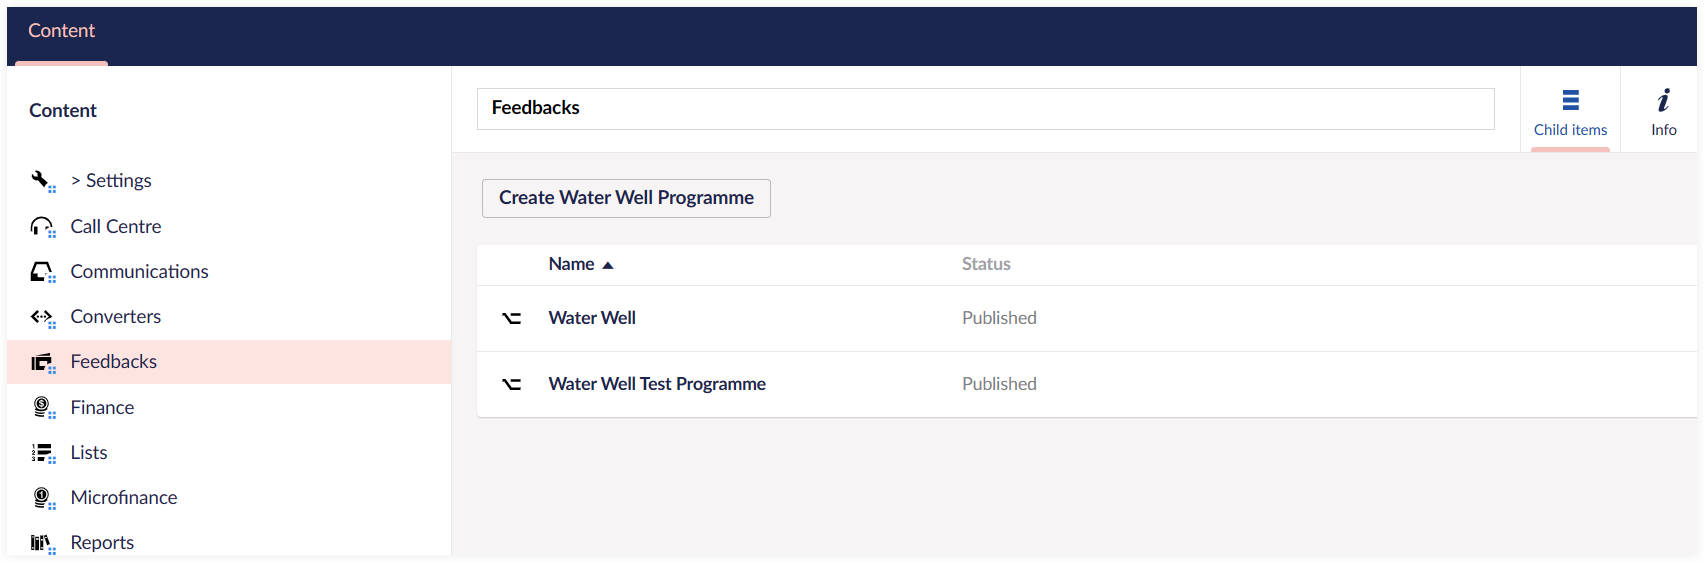 Content
Content
> Settings
Call Centre
Communications
Converters
Feedbacks
Finance
Lists
Microfinance
Reports
Feedbacks
Child items
Info
Create Water Well Programme
Name Status
Water Well Published
Water Well Test Programme Published